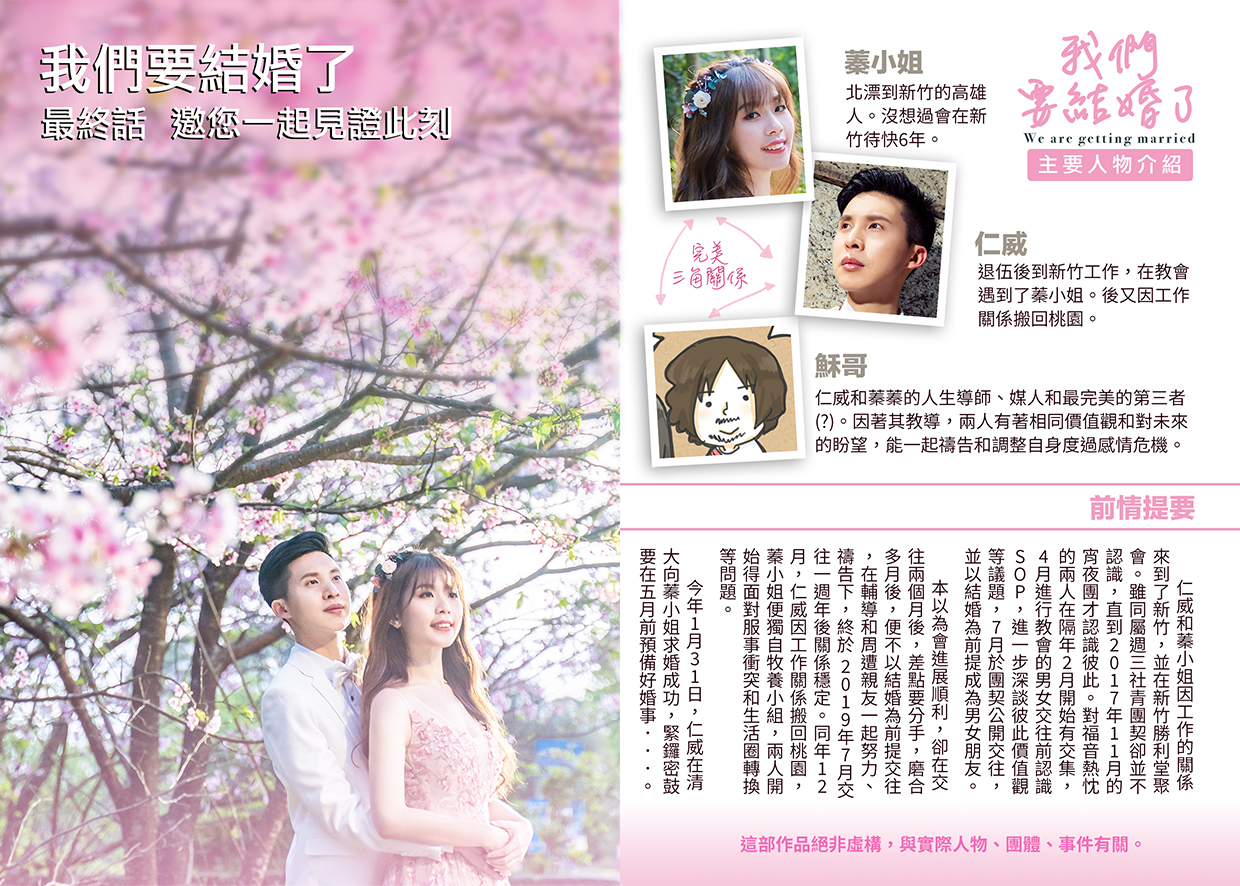 我們要結婚了
最終話 邀您一起見證此刻
我們
要結婚了
We are getting married
主要人物介紹
蓁小姐
北漂到新竹的高雄
人。沒想過會在新
竹待快6年。
完美
三角關係
仁威
退伍後到新竹工作，在教會
遇到了蓁小姐。後又因工作
關係搬回桃園。
穌哥
仁威和蓁蓁的人生導師、媒人和最完美的第三者
(?)。因著其教導，兩人有著相同價值觀和對未來
的盼望，能一起禱告和調整自身度過感情危機。
前情提要
仁威和蓁小姐因工作的關係
來到了新竹，並在新竹勝利堂聚
會。雖同屬週三社青團契卻並不
認識，直到2017年11月的
宵夜團才認識彼此。對福音熱忱
的兩人在隔年2月開始有交集，
4月進行教會的男女交往前認識
SOP，進一步深談彼此價值觀
等議題，7月於團契公開交往，
並以結婚為前提成為男女朋友。
本以為會進展順利，卻在交
往兩個月後，差點要分手，磨合
多月後，便不以結婚為前提交往
，在輔導和周遭親友一起努力、
禱告下，終於2019年7月交
往一週年後關係穩定。同年12
月，仁威因工作關係搬回桃園，
蓁小姐便獨自牧養小組，兩人開
始得面對服事衝突和生活圈轉換
等問題。
今年1月31日，仁威在清
大向蓁小姐求婚成功，緊鑼密鼓
要在五月前預備好婚事．．．。
這部作品絕非虛構，與實際人物、團體、事件有關。